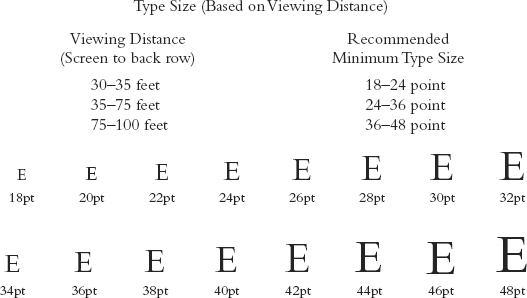 Type Size (Based on Viewing Distance)
Viewing Distance Recommended
(Screen to back row) Minimum Type Size
30–35 feet 18–24 point
35–75 feet 24–36 point
75–100 feet 36–48 point
E E E E E E E E
18pt 20pt 22pt 24pt 26pt 28pt 30pt 32pt
E E E E E E E E
34pt 36pt 38pt 40pt 42pt 44pt 46pt 48pt